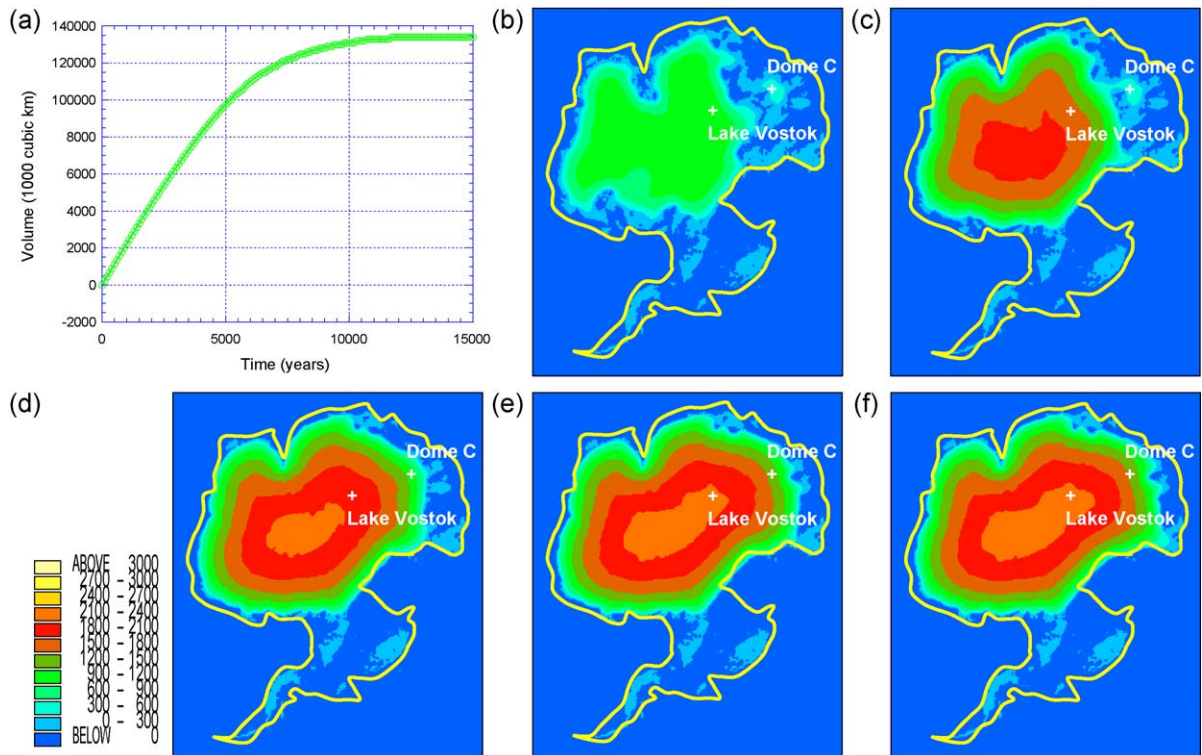 (a)
140000
120000
100000
8000
6000
4000
2000
0
-2000
Volume (1000 cubic km)
0 5000 10000 15000
Time (years)
(b)
Dome C
Lake Vostok
(c)
Dome C
Lake Vostok
(d)
Dome C
Lake Vostok
ABOVE 3000
2700 - 3000
2400 - 2700
2100 - 2400
1800 - 2100
1500 - 1800
1200 - 1500
900 - 1200
600 - 900
300 - 600
0 - 300
BELOW 0
(e)
Dome C
Lake Vostok
(f)
Dome C
Lake Vostok